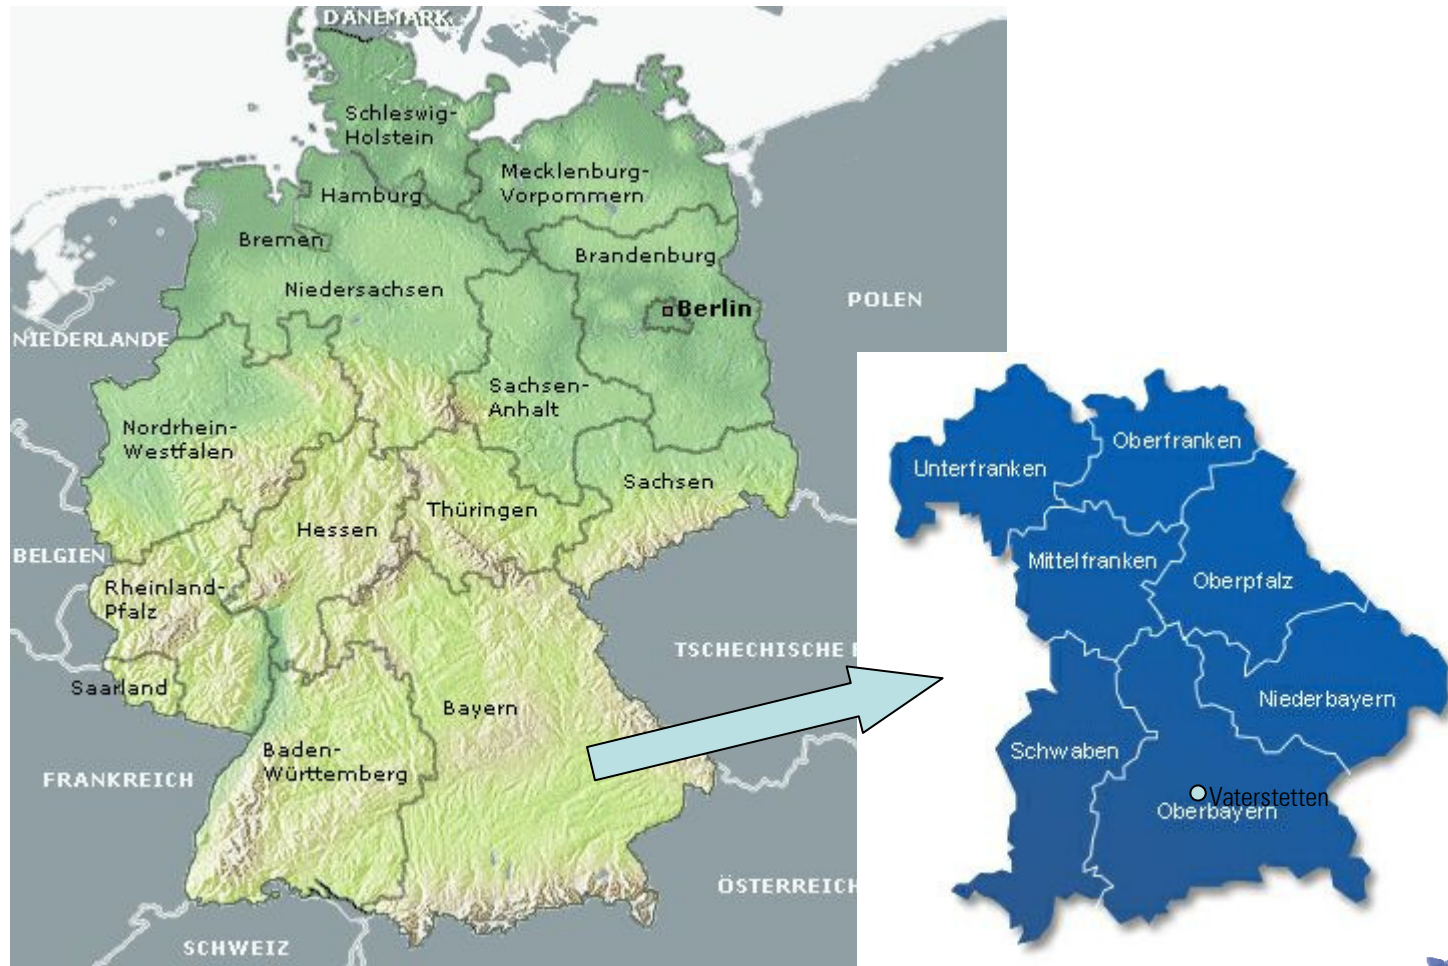 DÄNEMARK
Schleswig-
Holstein
Mecklenburg-
Vorpommern
Hamburg
Bremen
Brandenburg
Niedersachsen
Berlin
POLEN
NIEDERLANDE
Sachsen-
Anhalt
Nordrhein-
Westfalen
Sachsen
Thüringen
Hessen
BELGIEN
Rheinland-
Pfalz
TSCHECHISCHE
Saarland
Bayern
Baden-
Württemberg
FRANKREICH
ÖSTERREICH
SCHWEIZ
Oberfranken
Unterfranken
Mittelfranken
Oberpfalz
Niederbayern
Schwaben
Vaterstetten
Oberbayern